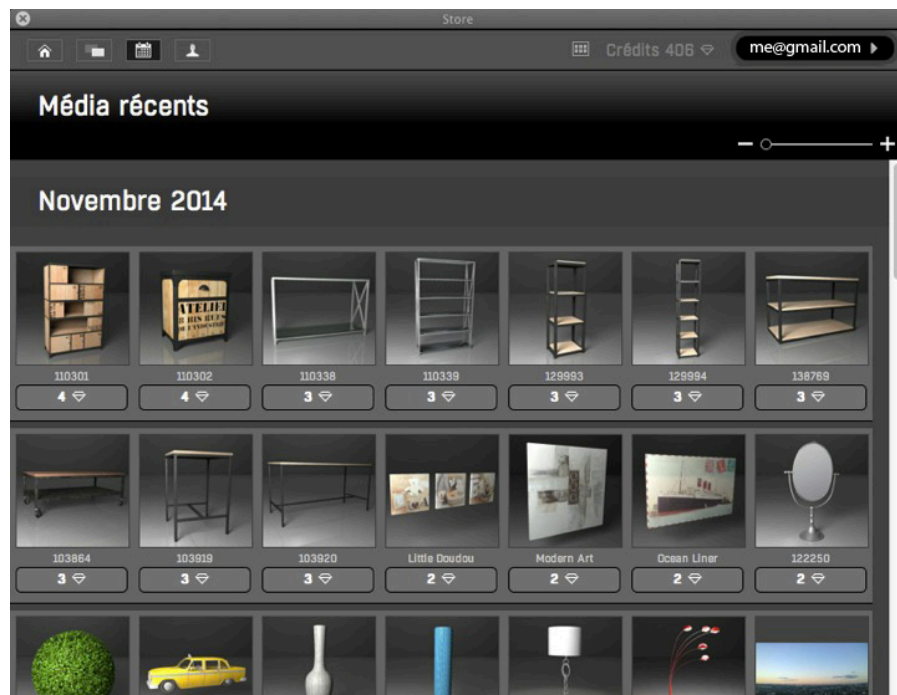 Store
Crédits 406
me@gmail.com
Média récents
Novembre 2014
ATELIER
110301 110302 110338 110339 129993 129994 138769
4 4 3 3 3 3 3
103864 103919 103920 Little Doudou Modern Art Ocean Liner 122250
3 3 3 2 2 2 2